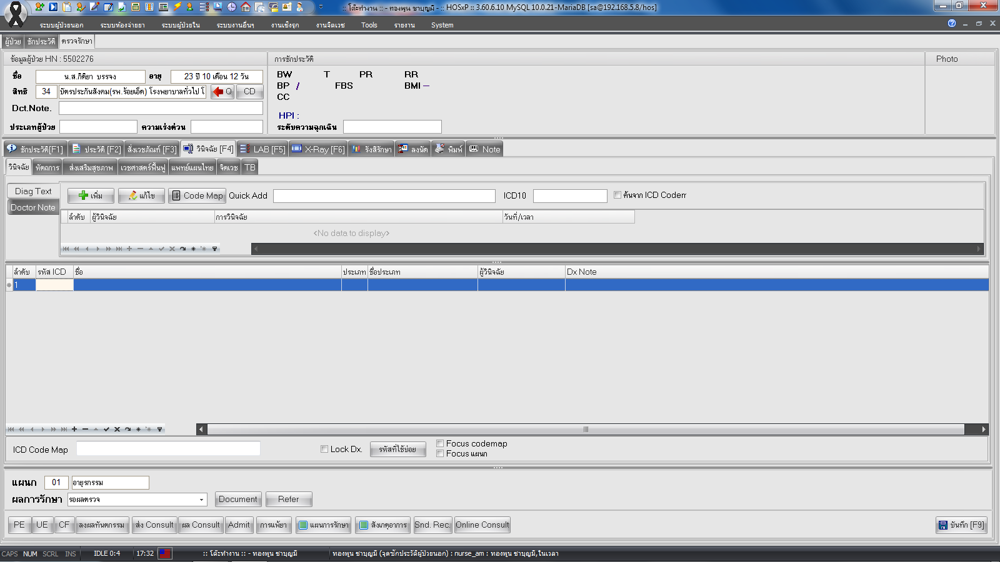 :: โต๊ะทำงาน :: - ทองพูน ชาบุญมี - :: HOSxP :: 3.60.6.10 MySQL 10.0.21-MariaDB [sa@192.168.5.8/hos]
ระบบผู้ป่วยนอก ระบบห้องจ่ายยา ระบบผู้ป่วยใน ระบบงานอื่นๆ งานเชิงรุก งานจิตเวช Tools รายงาน System
ผู้ป่วย ซักประวัติ ตรวจรักษา
ข้อมูลผู้ป่วย HN : 5502276 การซักประวัติ Photo
ชื่อ น.ส.กิติยา บรรจง อายุ 23 ปี 10 เดือน 12 วัน BW T PR RR
สิทธิ 34 บัตรประกันสังคม(รพ.ร้อยเอ็ด) โรงพยาบาลทั่วไป โ Q CD BP / FBS BMI –
CC
Dct.Note.
HPI :
ประเภทผู้ป่วย ความเร่งด่วน ระดับความฉุกเฉิน
ซักประวัติ[F1] ประวัติ [F2] สั่งเวชภัณฑ์ [F3] วินิจฉัย [F4] LAB [F5] X-Ray [F6] รังสีรักษา ลงนัด พิมพ์ Note
วินิจฉัย หัตถการ ส่งเสริมสุขภาพ เวชศาสตร์ฟื้นฟู แพทย์แผนไทย จิตเวช TB
Diag Text เพิ่ม แก้ไข Code Map Quick Add ICD10 ค้นจาก ICD Coderr
Doctor Note
ลำดับ ผู้วินิจฉัย การวินิจฉัย วันที่/เวลา
<No data to display>
ลำดับ รหัส ICD ชื่อ ประเภท ชื่อประเภท ผู้วินิจฉัย Dx Note
1
ICD Code Map Lock Dx. รหัสที่ใช้บ่อย Focus codemap
Focus แผนก
แผนก 01 อายุรกรรม
ผลการรักษา รอผลตรวจ Document Refer
PE UE CF ลงผลทันตกรรม ส่ง Consult ผล Consult Admit การแพ้ยา แผนการรักษา สังเกตุอาการ Snd. Rec. Online Consult บันทึก [F9]
CAPS NUM SCRL INS IDLE 0:4 17:32 :: โต๊ะทำงาน :: - ทองพูน ชาบุญมี ทองพูน ชาบุญมี (จุดซักประวัติผู้ป่วยนอก) : nurse_am : ทองพูน ชาบุญมี,ในเวลา